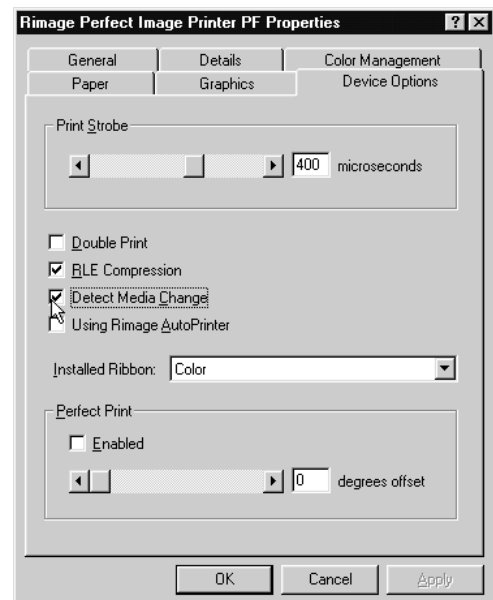 Rimage Perfect Image Printer PF Properties ? X
General Details Color Management
Paper Graphics Device Options
Print Strobe
400 microseconds
Double Print
RLE Compression
Detect Media Change
Using Rimage AutoPrinter
Installed Ribbon: Color
Perfect Print
Enabled
0 degrees offset
OK Cancel Apply